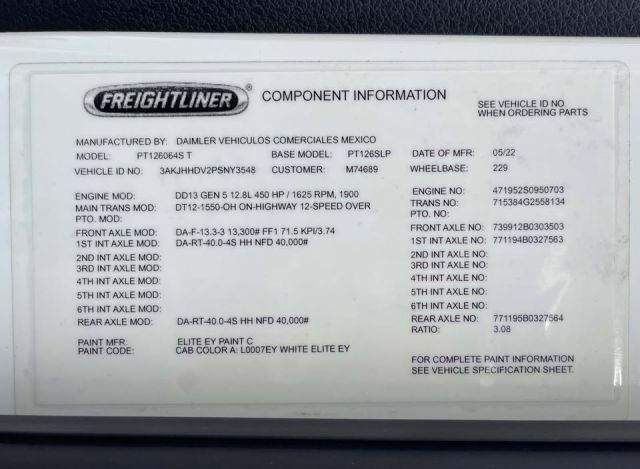 FREIGHTLINER COMPONENT INFORMATION
SEE VEHICLE ID NO.
WHEN ORDERING PARTS
MANUFACTURED BY: DAIMLER VEHICULOS COMERCIALES MEXICO
MODEL: PT126064S T BASE MODEL: PT126SLP DATE OF MFR: 05/22
VEHICLE ID NO: 3AKJHHDV2PSNY3548 CUSTOMER: M74689 WHEELBASE: 229
ENGINE MOD: DD13 GEN 5 12.8L 450 HP / 1625 RPM, 1900 ENGINE NO: 471952S0950703
MAIN TRANS MOD: DT12-1550-OH ON-HIGHWAY 12-SPEED OVER TRANS NO: 715384G2558134
PTO. MOD: PTO. NO:
FRONT AXLE MOD: DA-F-13.3-3 13,300# FF1 71.5 KPI/3.74 FRONT AXLE NO: 739912B0303503
1ST INT AXLE MOD: DA-RT-40.0-4S HH NFD 40,000# 1ST INT AXLE NO: 771194B0327563
2ND INT AXLE MOD: 2ND INT AXLE NO:
3RD INT AXLE MOD: 3RD INT AXLE NO:
4TH INT AXLE MOD: 4TH INT AXLE NO:
5TH INT AXLE MOD: 5TH INT AXLE NO:
6TH INT AXLE MOD: 6TH INT AXLE NO:
REAR AXLE MOD: DA-RT-40.0-4S HH NFD 40,000# REAR AXLE NO: 771195B0327564
RATIO: 3.08
PAINT MFR: ELITE EY PAINT C
PAINT CODE: CAB COLOR A: L0007EY WHITE ELITE EY
FOR COMPLETE PAINT INFORMATION
SEE VEHICLE SPECIFICATION SHEET.